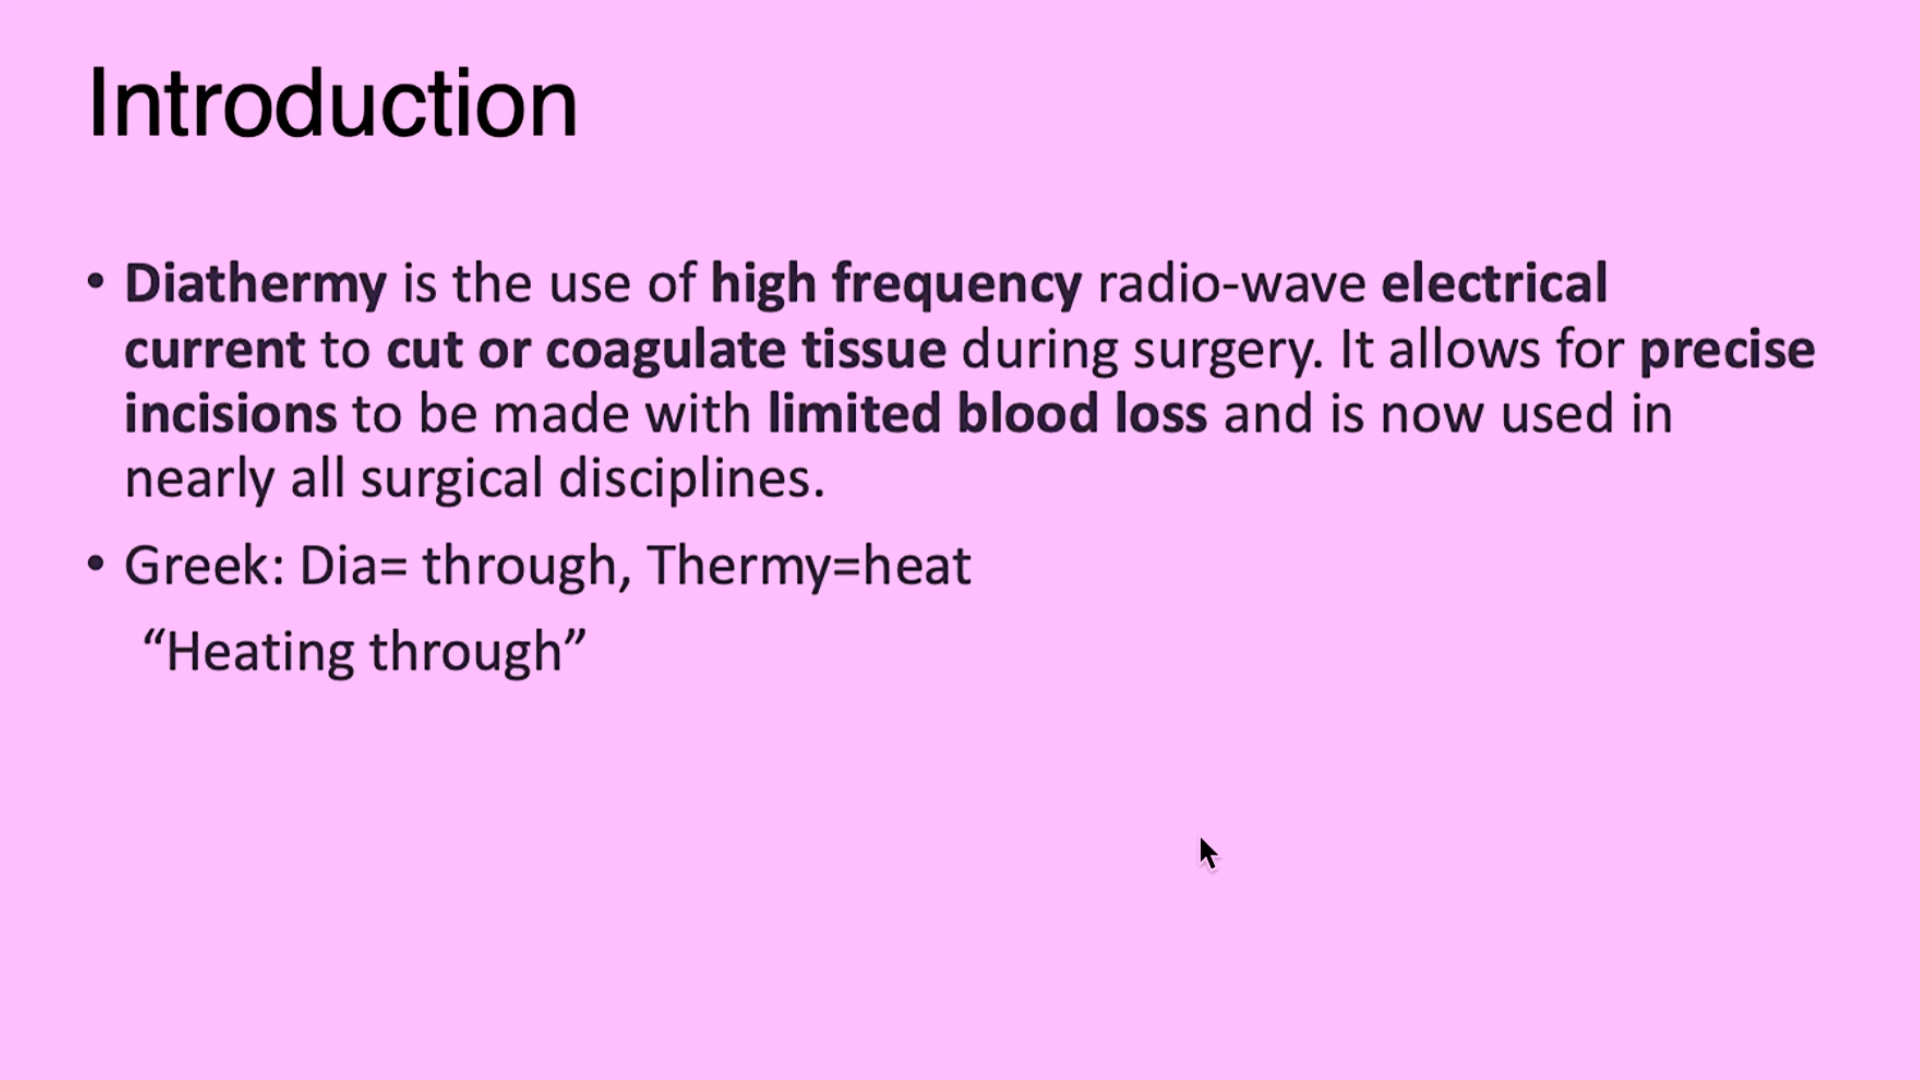 Introduction
• Diathermy is the use of high frequency radio-wave electrical
current to cut or coagulate tissue during surgery. It allows for precise
incisions to be made with limited blood loss and is now used in
nearly all surgical disciplines.
• Greek: Dia= through, Thermy=heat
“Heating through”